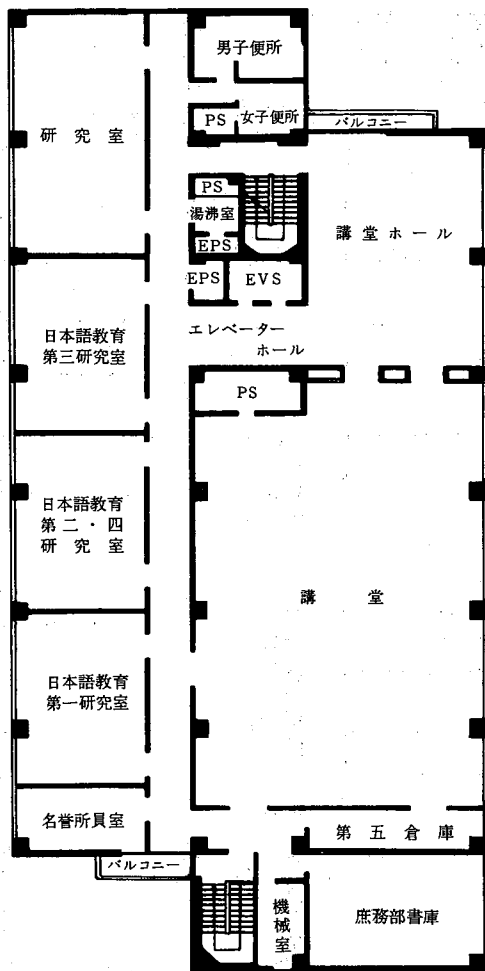 男子便所
PS
女子便所
バルコニー
研究室
PS
湯沸室
EPS
講堂ホール
EPS
EVS
エレベーター
ホール
日本語教育
第三研究室
PS
日本語教育
第二・四
研究室
講堂
日本語教育
第一研究室
名誉所員室
第五倉庫
バルコニー
機械室
庶務部書庫